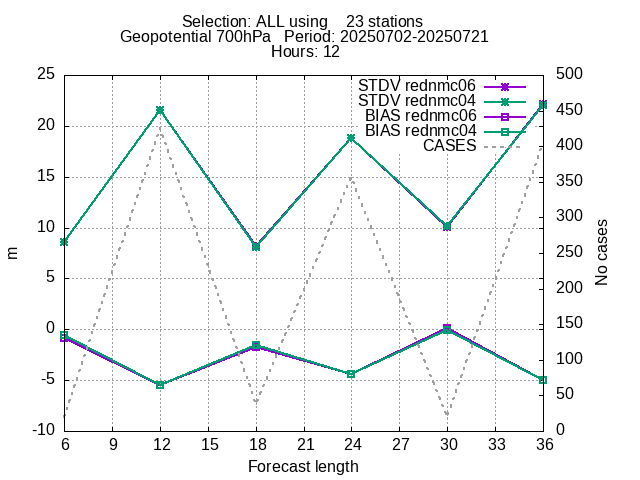 Selection: ALL using    23 stations
Geopotential 700hPa   Period: 20250702-20250721
Hours: 12
STDV rednmc06
STDV rednmc04
BIAS rednmc06
BIAS rednmc04
CASES
25
20
15
10
5
0
-5
-10
m
500
450
400
350
300
250
200
150
100
50
0
No cases
6 9 12 15 18 21 24 27 30 33 36
Forecast length